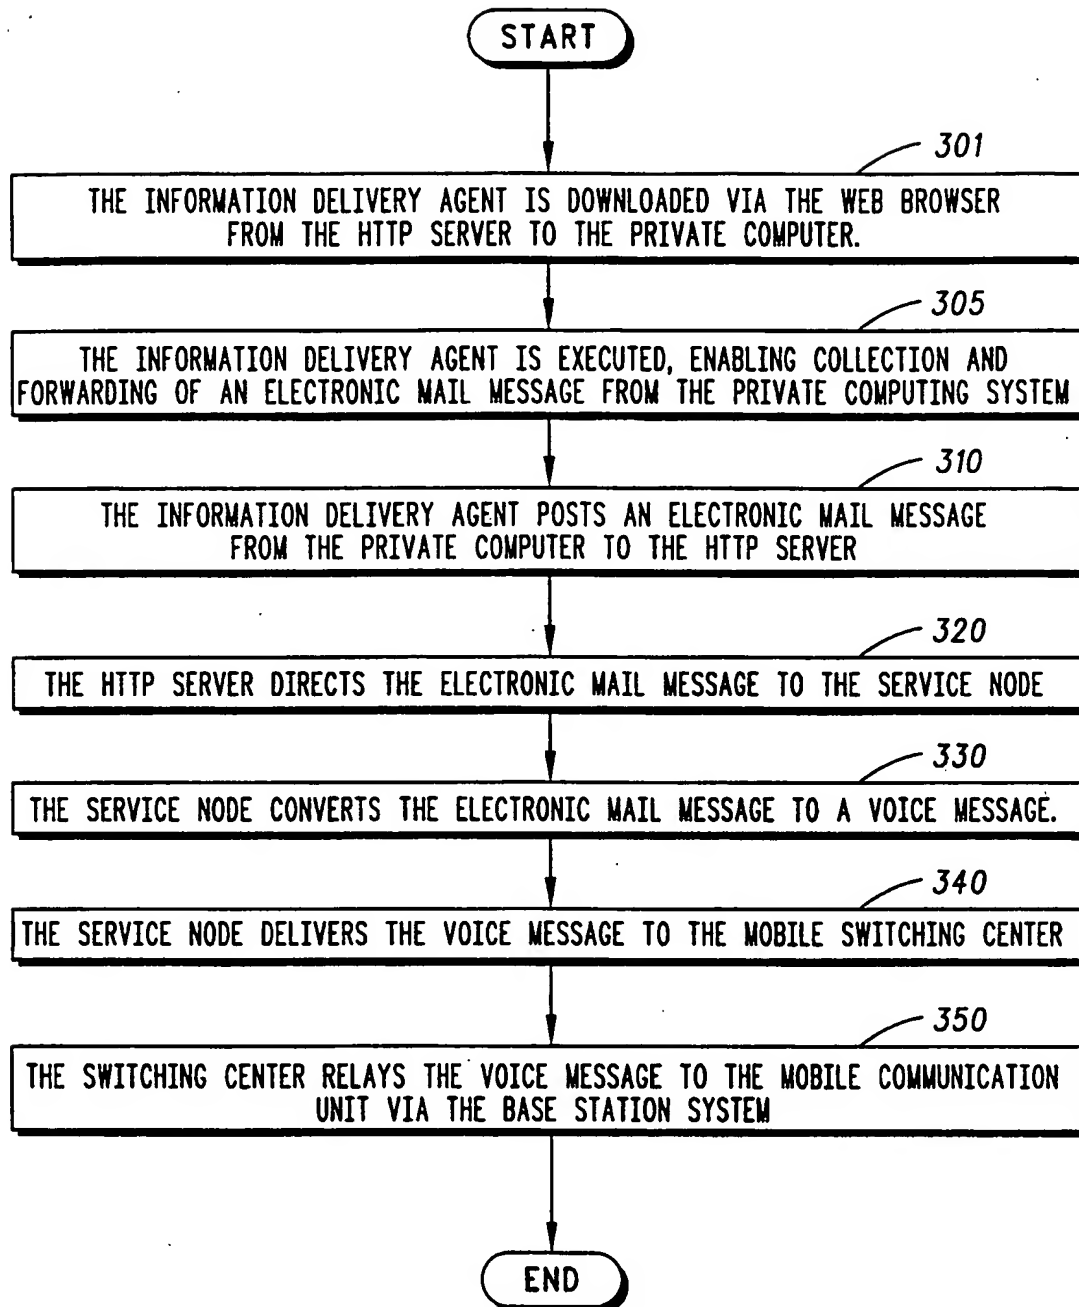 START
301
THE INFORMATION DELIVERY AGENT IS DOWNLOADED VIA THE WEB BROWSER
FROM THE HTTP SERVER TO THE PRIVATE COMPUTER.
305
THE INFORMATION DELIVERY AGENT IS EXECUTED, ENABLING COLLECTION AND
FORWARDING OF AN ELECTRONIC MAIL MESSAGE FROM THE PRIVATE COMPUTING SYSTEM
310
THE INFORMATION DELIVERY AGENT POSTS AN ELECTRONIC MAIL MESSAGE
FROM THE PRIVATE COMPUTER TO THE HTTP SERVER
320
THE HTTP SERVER DIRECTS THE ELECTRONIC MAIL MESSAGE TO THE SERVICE NODE
330
THE SERVICE NODE CONVERTS THE ELECTRONIC MAIL MESSAGE TO A VOICE MESSAGE.
340
THE SERVICE NODE DELIVERS THE VOICE MESSAGE TO THE MOBILE SWITCHING CENTER
350
THE SWITCHING CENTER RELAYS THE VOICE MESSAGE TO THE MOBILE COMMUNICATION
UNIT VIA THE BASE STATION SYSTEM
END